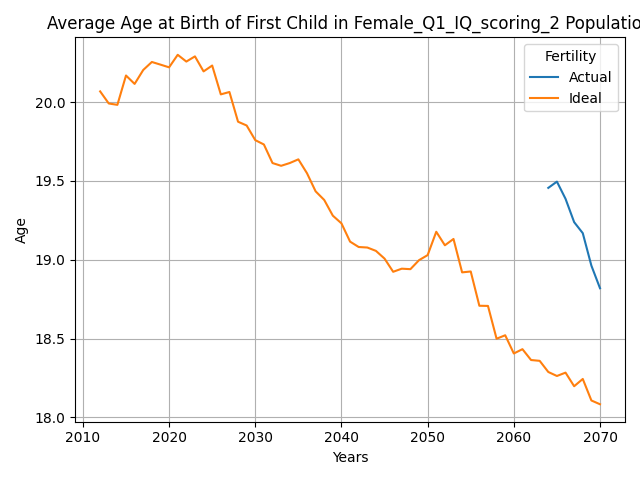 Average Age at Birth of First Child in Female_Q1_IQ_scoring_2 Populatio
Fertility
Actual
Ideal
20.0
19.5
19.0
18.5
18.0
Age
2010 2020 2030 2040 2050 2060 2070
Years